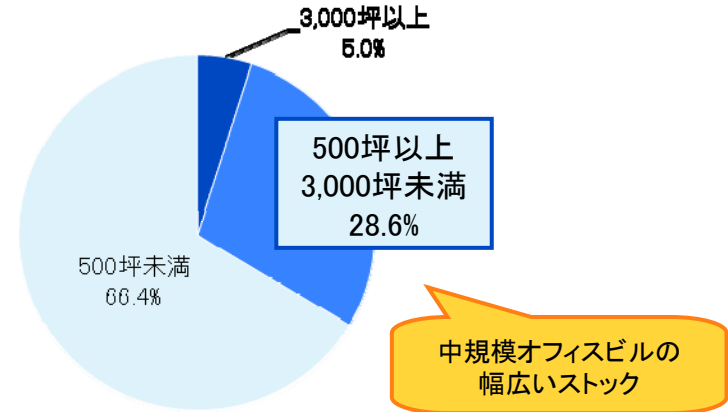 3,000坪以上
5.0%
500坪以上
3,000坪未満
28.6%
500坪未満
66.4%
中規模オフィスビルの
幅広いストック